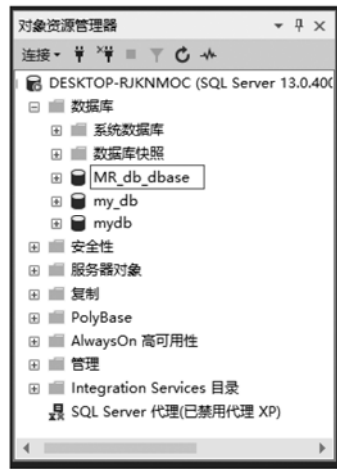 对象资源管理器
连接
DESKTOP-RJKNMOC (SQL Server 13.0.400
数据库
系统数据库
数据库快照
MR_db_dbase
my_db
mydb
安全性
服务器对象
复制
PolyBase
AlwaysOn 高可用性
管理
Integration Services 目录
SQL Server 代理(已禁用代理 XP)